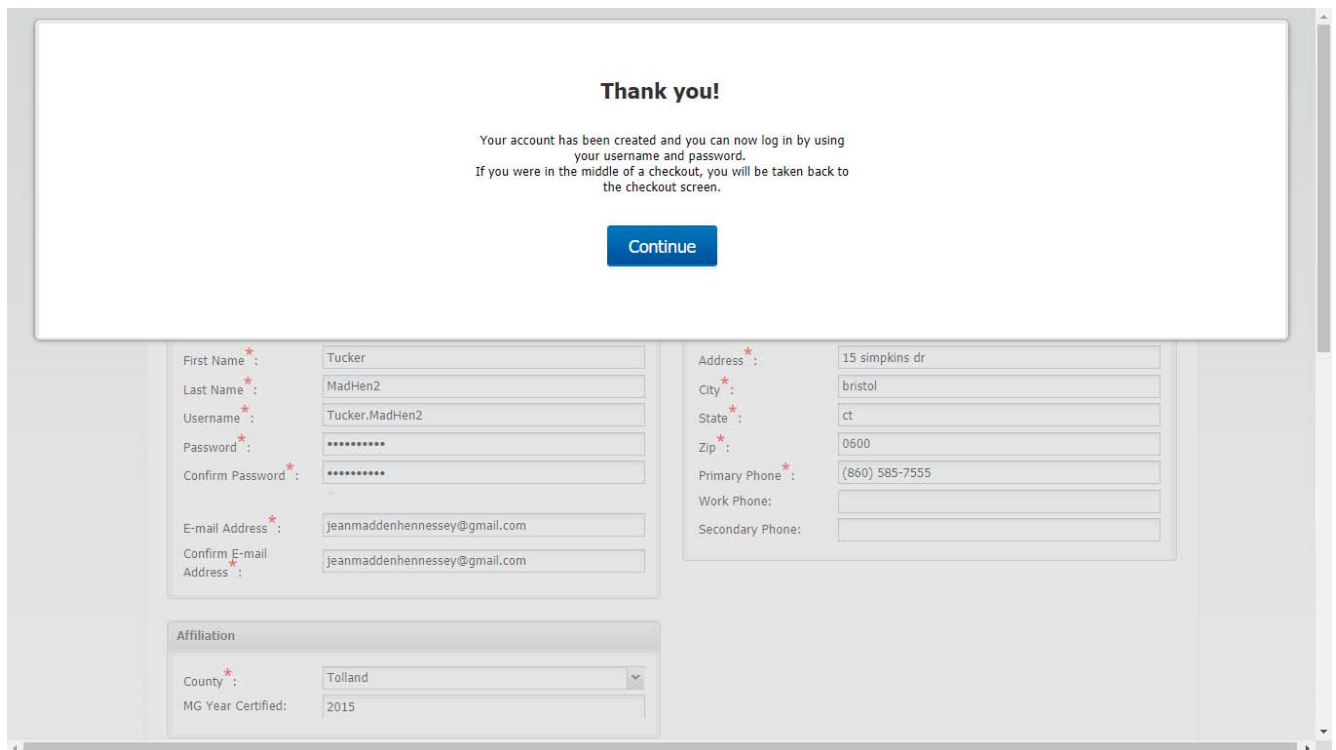 Thank you!
Your account has been created and you can now log in by using
your username and password.
If you were in the middle of a checkout, you will be taken back to
the checkout screen.
Continue
First Name*: Tucker
Last Name*: MadHen2
Username*: Tucker.MadHen2
Password*: ••••••••••
Confirm Password*: ••••••••••
E-mail Address*: jeanmaddenhennessey@gmail.com
Confirm E-mail
Address*: jeanmaddenhennessey@gmail.com
Address*: 15 simpkins dr
City*: bristol
State*: ct
Zip*: 0600
Primary Phone*: (860) 585-7555
Work Phone:
Secondary Phone:
Affiliation
County*: Tolland
MG Year Certified: 2015